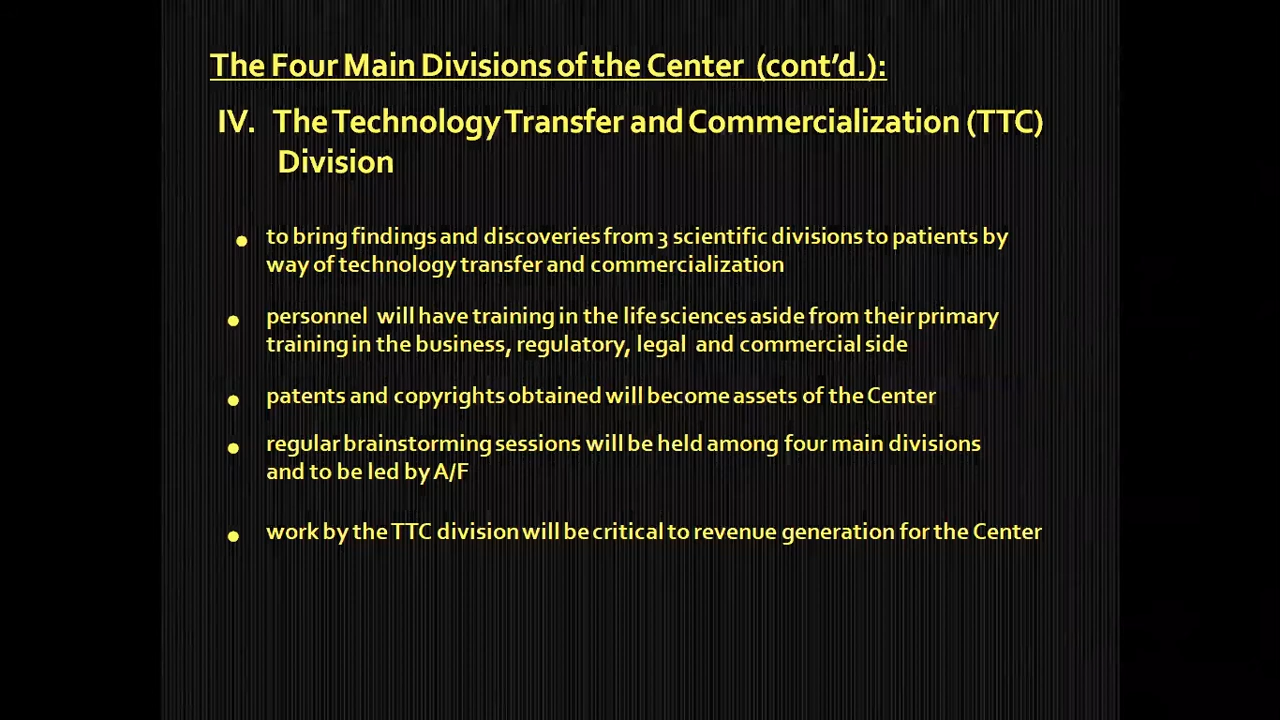 The Four Main Divisions of the Center (cont’d.):
IV. The Technology Transfer and Commercialization (TTC)
Division
• to bring findings and discoveries from 3 scientific divisions to patients by
way of technology transfer and commercialization
• personnel will have training in the life sciences aside from their primary
training in the business, regulatory, legal and commercial side
• patents and copyrights obtained will become assets of the Center
• regular brainstorming sessions will be held among four main divisions
and to be led by A/F
• work by the TTC division will be critical to revenue generation for the Center